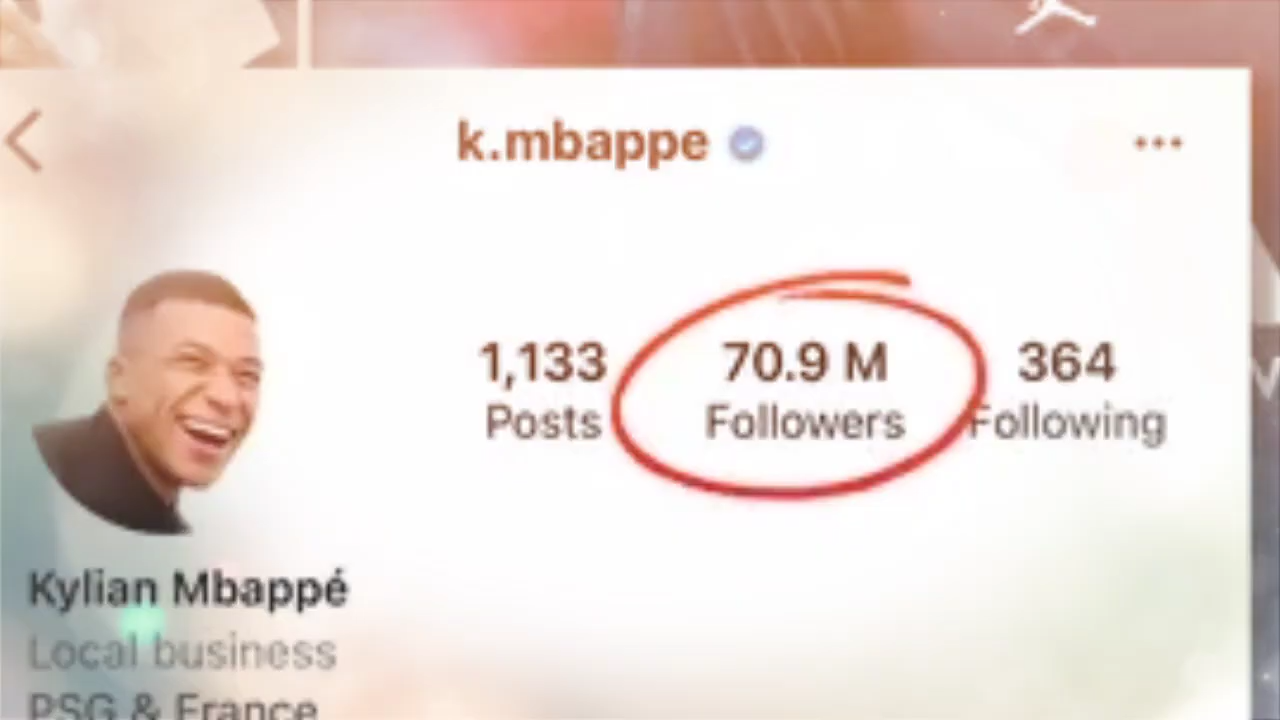 k.mbappe
1,133 70.9 M 364
Posts Followers Following
Kylian Mbappé
Local business
PSG & France